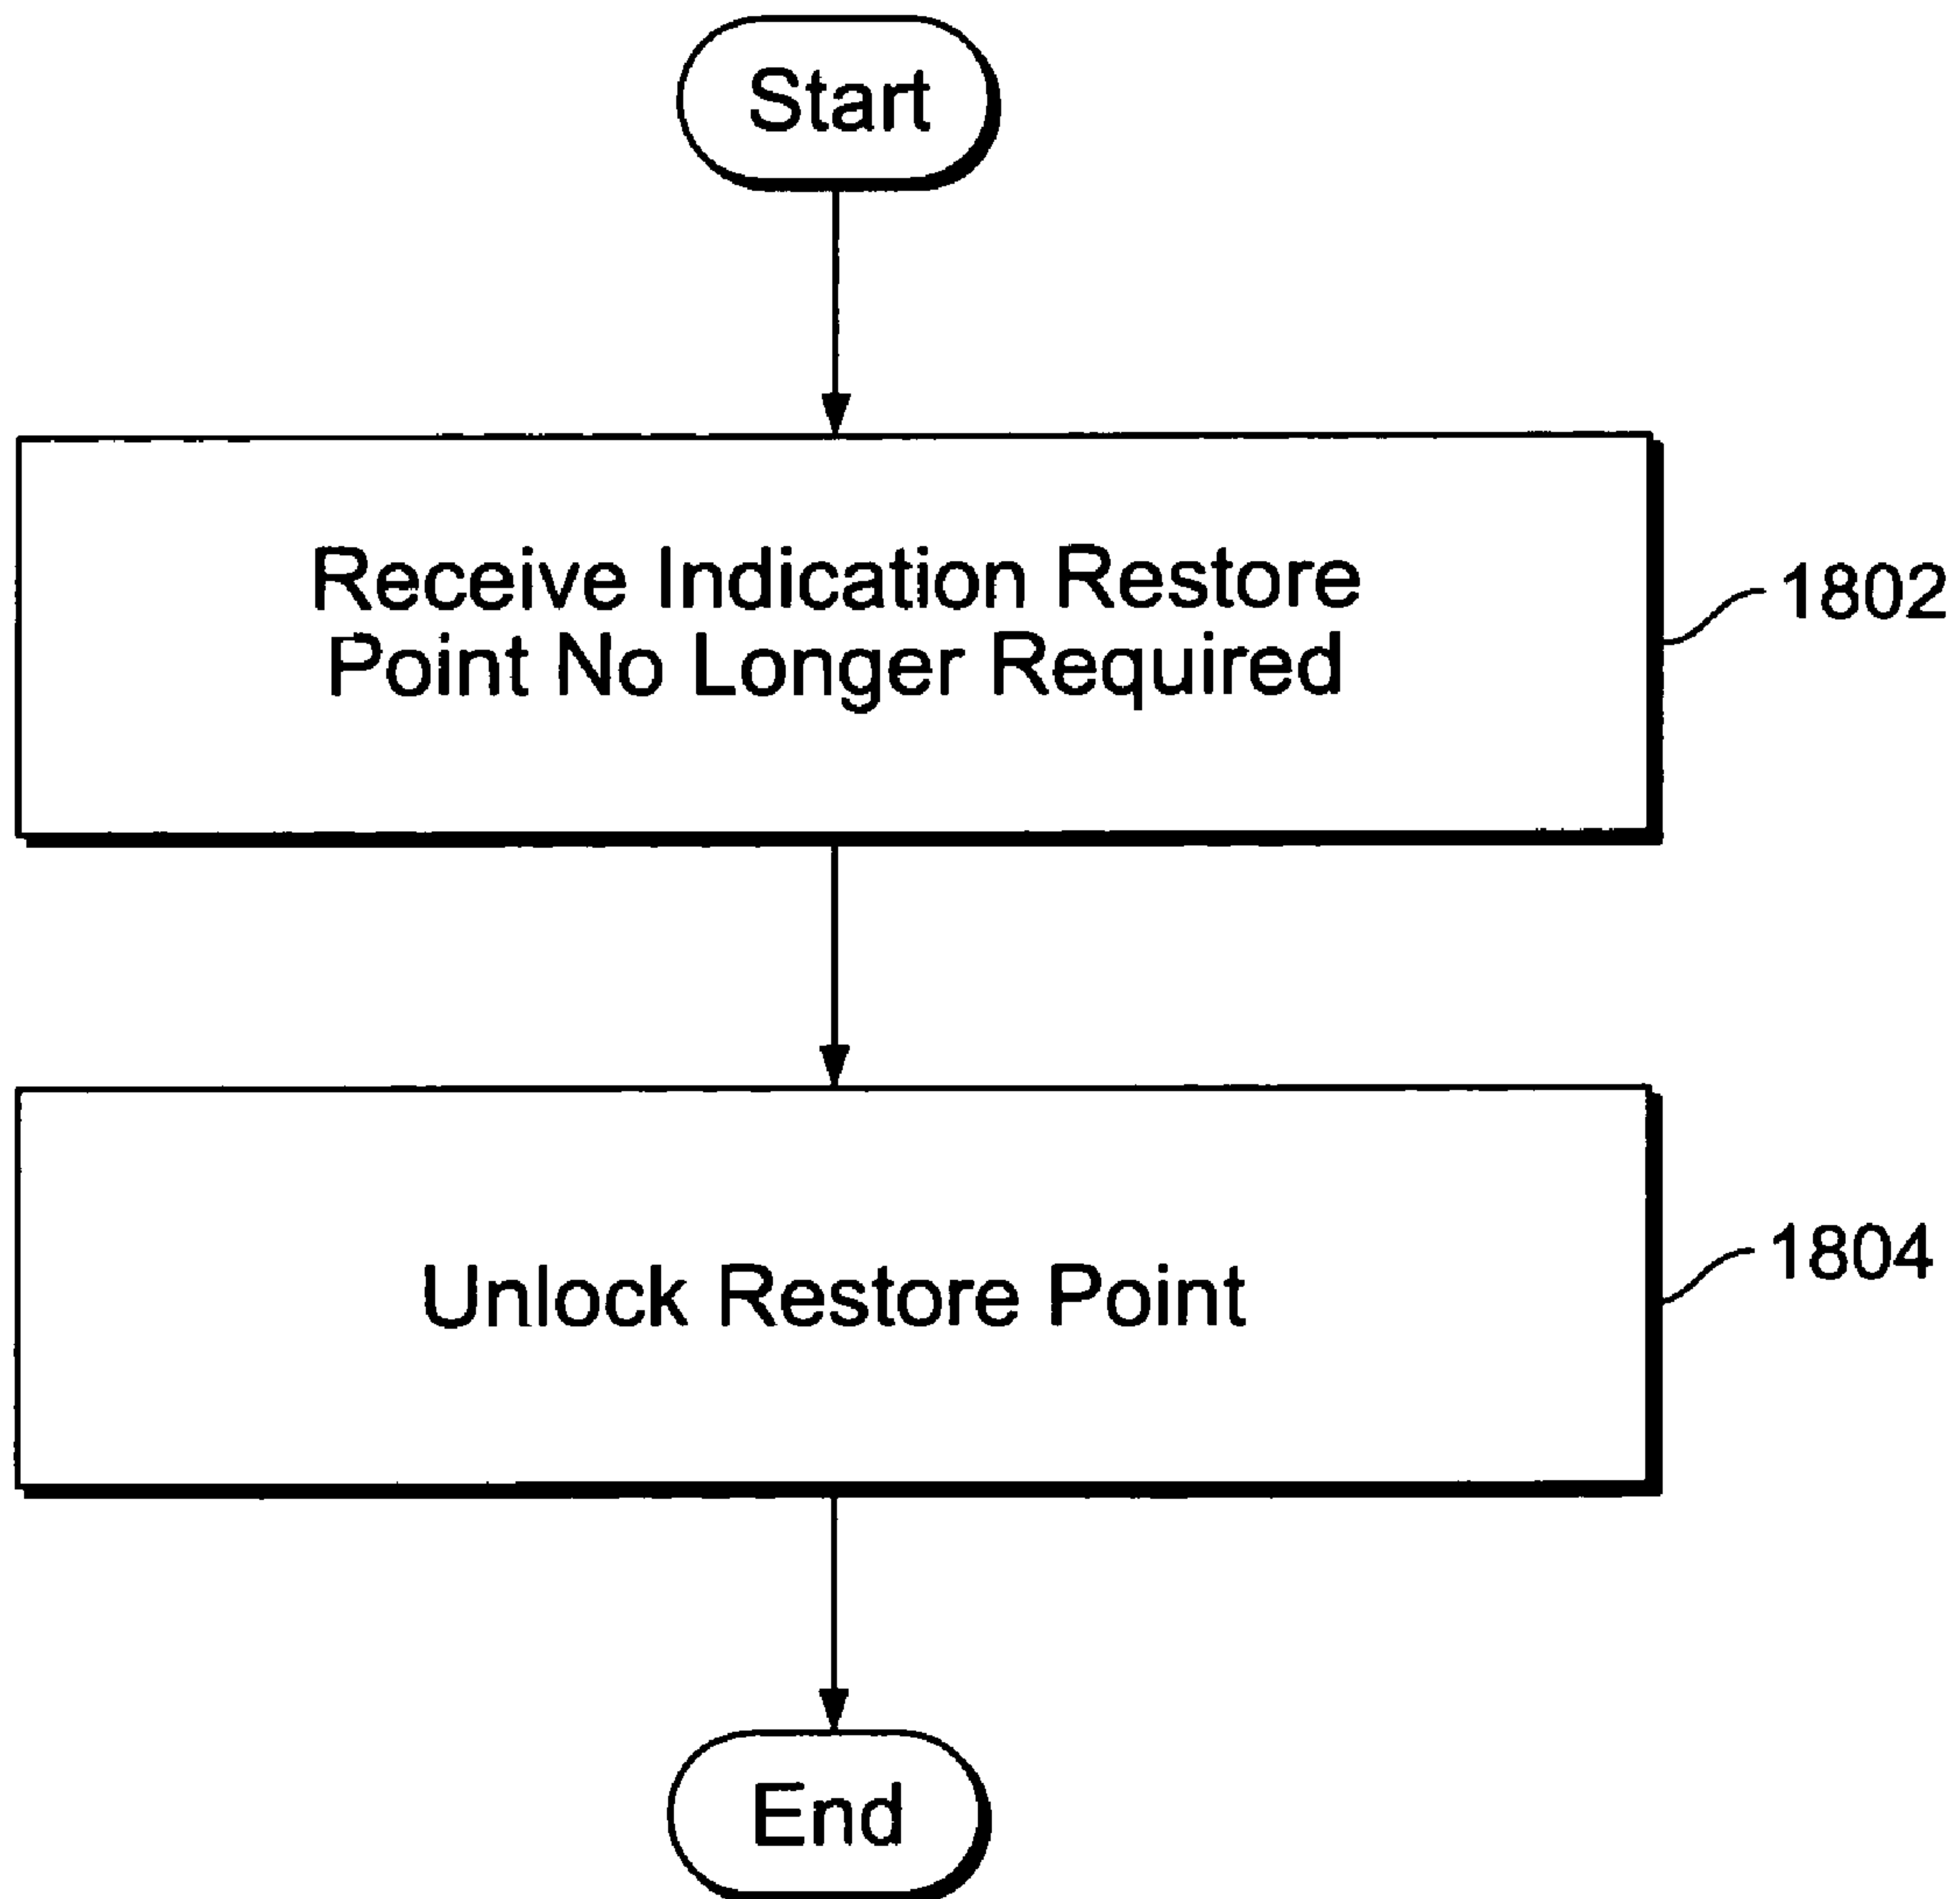 Start
Receive Indication Restore
Point No Longer Required
1802
Unlock Restore Point
1804
End